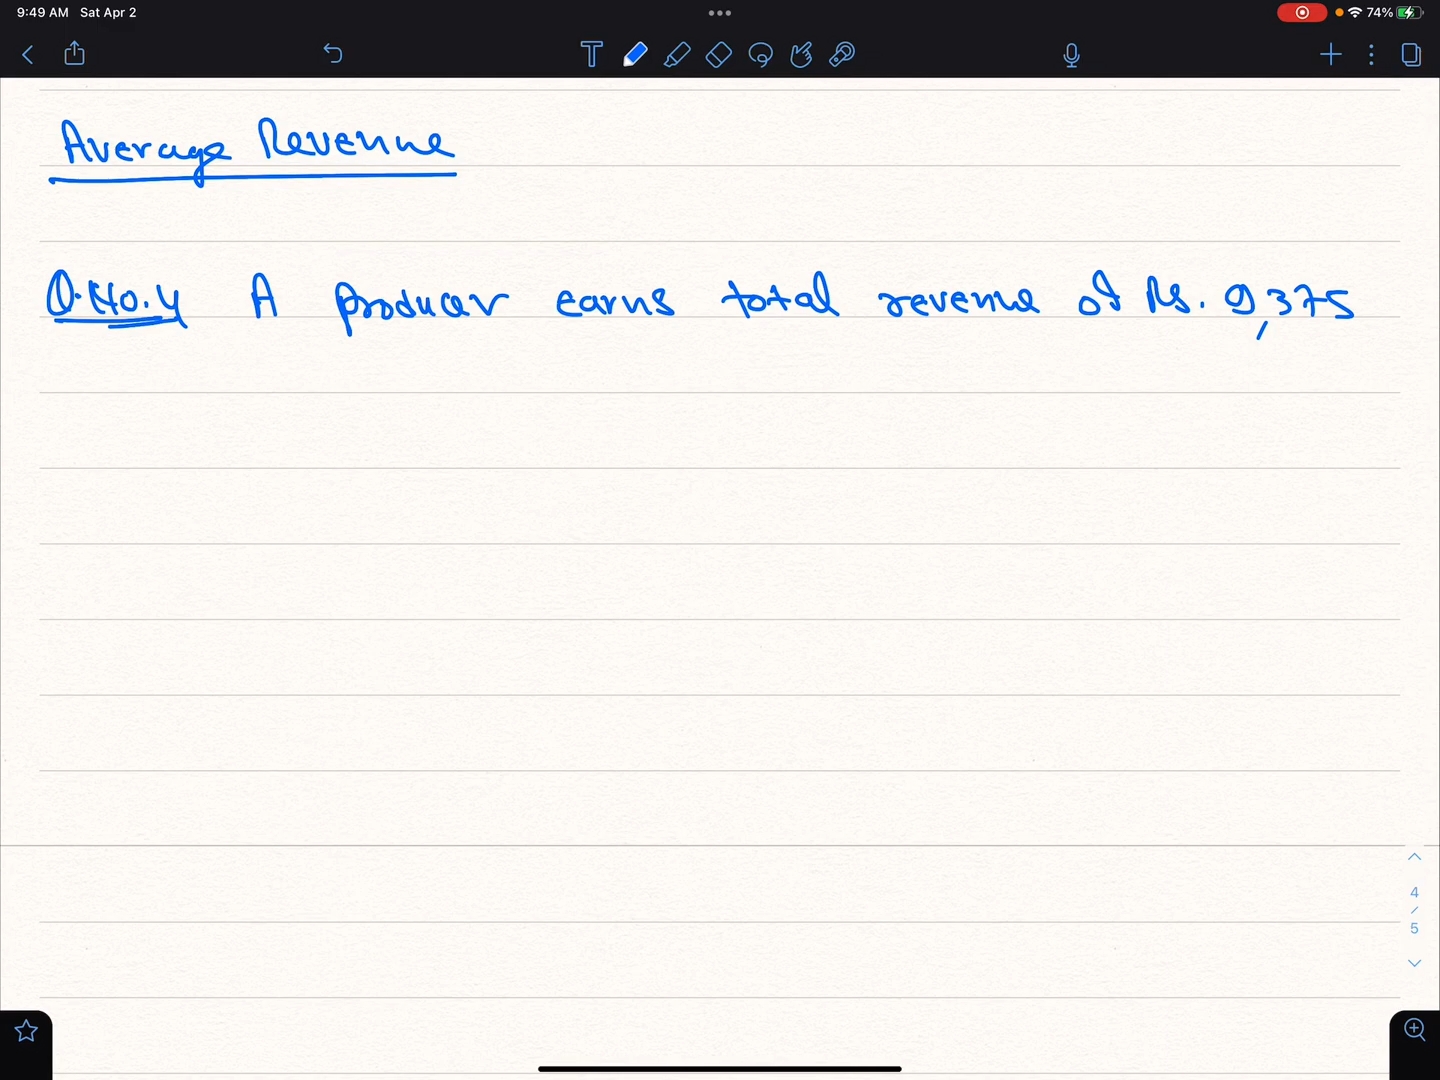 9:49 AM Sat Apr 2
74%
Average Revenue
Q.No.4 A producer earns total revenue of Rs. 9,375
4
/
5